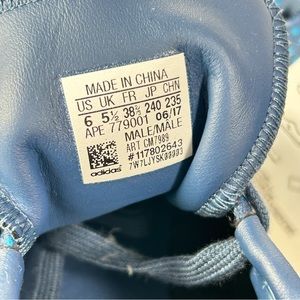 MADE IN CHINA
US UK FR JP CHN
6 5½ 38⅔ 240 235
APE 779001 06/17
MALE/MALE
ART CM7989
#117802643
adidas